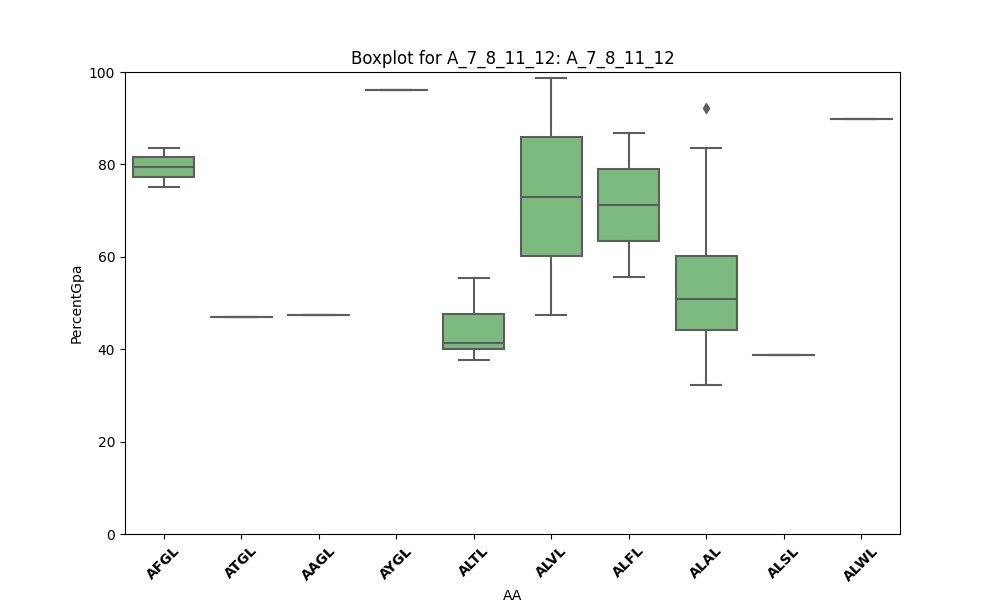 Boxplot for A_7_8_11_12: A_7_8_11_12
PercentGpa
100
80
60
40
20
0
AFGL
ATGL
AAGL
AYGL
ALTL
ALVL
ALFL
ALAL
ALSL
ALWL
AA